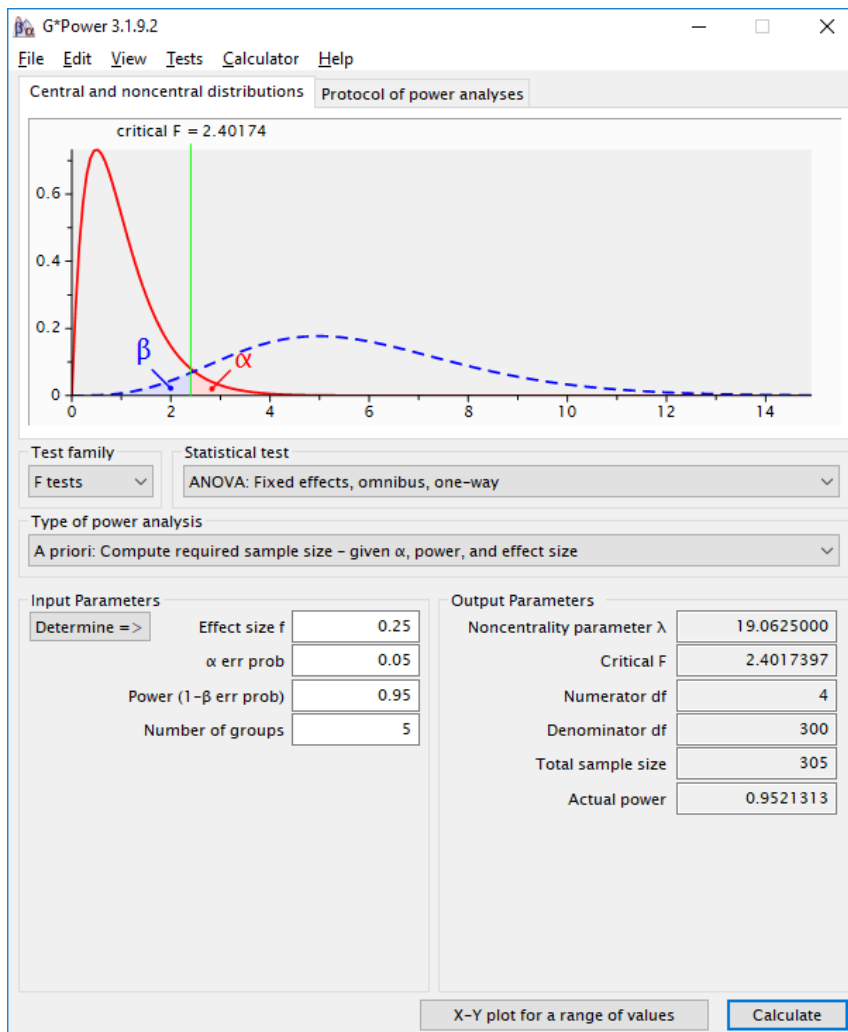 G*Power 3.1.9.2
File Edit View Tests Calculator Help
Central and noncentral distributions Protocol of power analyses
critical F = 2.40174
0.6
0.4
0.2
0
β
α
0 2 4 6 8 10 12 14
Test family Statistical test
F tests ANOVA: Fixed effects, omnibus, one-way
Type of power analysis
A priori: Compute required sample size - given α, power, and effect size
Input Parameters
Determine => Effect size f 0.25
α err prob 0.05
Power (1-β err prob) 0.95
Number of groups 5
Output Parameters
Noncentrality parameter λ 19.0625000
Critical F 2.4017397
Numerator df 4
Denominator df 300
Total sample size 305
Actual power 0.9521313
X-Y plot for a range of values Calculate